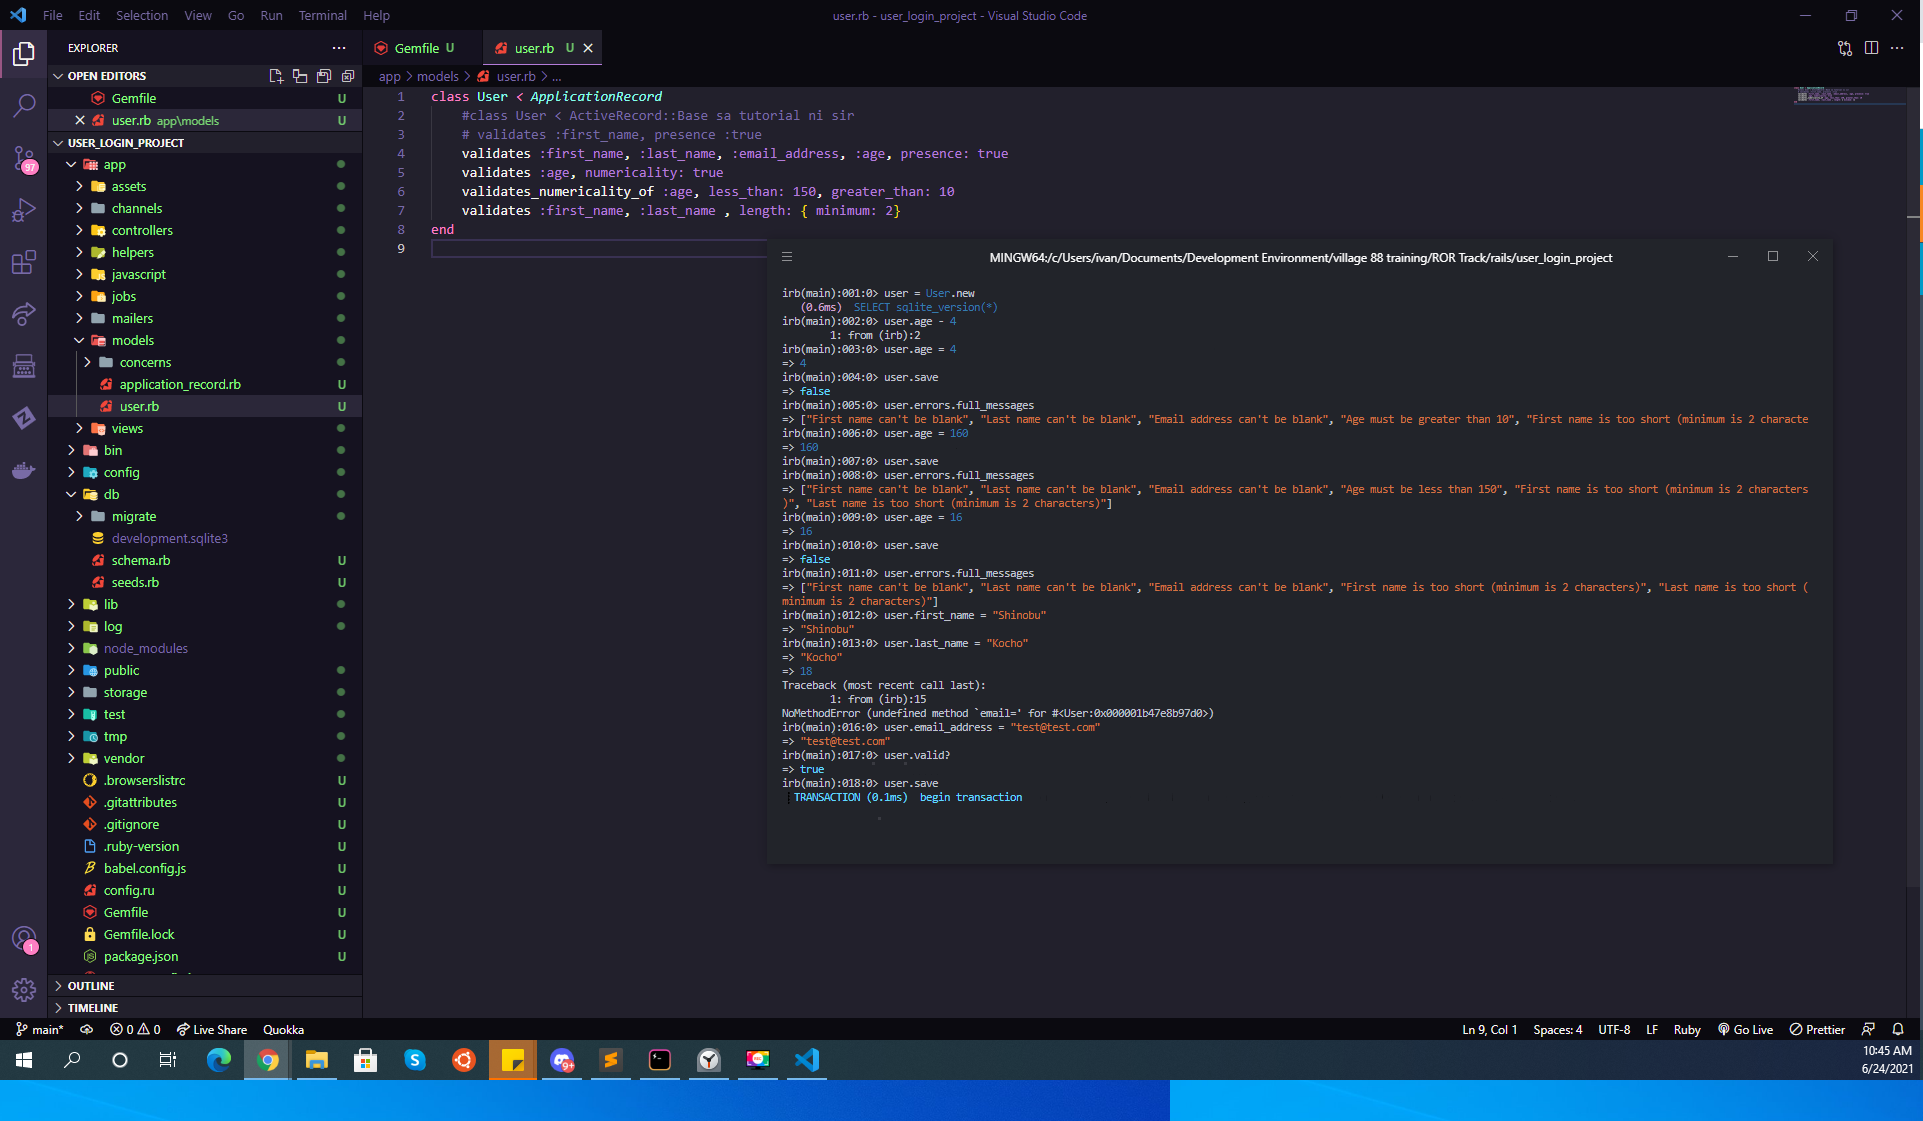 File Edit Selection View Go Run Terminal Help
user.rb - user_login_project - Visual Studio Code
EXPLORER
OPEN EDITORS
Gemfile U
user.rb app\models U
USER_LOGIN_PROJECT
app
assets
channels
controllers
helpers
javascript
jobs
mailers
models
concerns
application_record.rb U
user.rb U
views
bin
config
db
migrate
development.sqlite3
schema.rb U
seeds.rb U
lib
log
node_modules
public
storage
test
tmp
vendor
.browserslistrc U
.gitattributes U
.gitignore U
.ruby-version U
babel.config.js U
config.ru U
Gemfile U
Gemfile.lock U
package.json U
OUTLINE
TIMELINE
97
1
Gemfile U
user.rb U
app > models > user.rb > ...
1 class User < ApplicationRecord
2 #class User < ActiveRecord::Base sa tutorial ni sir
3 # validates :first_name, presence :true
4 validates :first_name, :last_name, :email_address, :age, presence: true
5 validates :age, numericality: true
6 validates_numericality_of :age, less_than: 150, greater_than: 10
7 validates :first_name, :last_name , length: { minimum: 2}
8 end
9
MINGW64:/c/Users/ivan/Documents/Development Environment/village 88 training/ROR Track/rails/user_login_project
irb(main):001:0> user = User.new
(0.6ms) SELECT sqlite_version(*)
irb(main):002:0> user.age - 4
1: from (irb):2
irb(main):003:0> user.age = 4
=> 4
irb(main):004:0> user.save
=> false
irb(main):005:0> user.errors.full_messages
=> ["First name can't be blank", "Last name can't be blank", "Email address can't be blank", "Age must be greater than 10", "First name is too short (minimum is 2 characte
irb(main):006:0> user.age = 160
=> 160
irb(main):007:0> user.save
irb(main):008:0> user.errors.full_messages
=> ["First name can't be blank", "Last name can't be blank", "Email address can't be blank", "Age must be less than 150", "First name is too short (minimum is 2 characters
)", "Last name is too short (minimum is 2 characters)"]
irb(main):009:0> user.age = 16
=> 16
irb(main):010:0> user.save
=> false
irb(main):011:0> user.errors.full_messages
=> ["First name can't be blank", "Last name can't be blank", "Email address can't be blank", "First name is too short (minimum is 2 characters)", "Last name is too short (
minimum is 2 characters)"]
irb(main):012:0> user.first_name = "Shinobu"
=> "Shinobu"
irb(main):013:0> user.last_name = "Kocho"
=> "Kocho"
=> 18
Traceback (most recent call last):
1: from (irb):15
NoMethodError (undefined method `email=' for #<User:0x000001b47e8b97d0>)
irb(main):016:0> user.email_address = "test@test.com"
=> "test@test.com"
irb(main):017:0> user.valid?
=> true
irb(main):018:0> user.save
TRANSACTION (0.1ms) begin transaction
main* 0 0 Live Share Quokka
Ln 9, Col 1 Spaces: 4 UTF-8 LF Ruby Go Live Prettier
9+
10:45 AM
6/24/2021